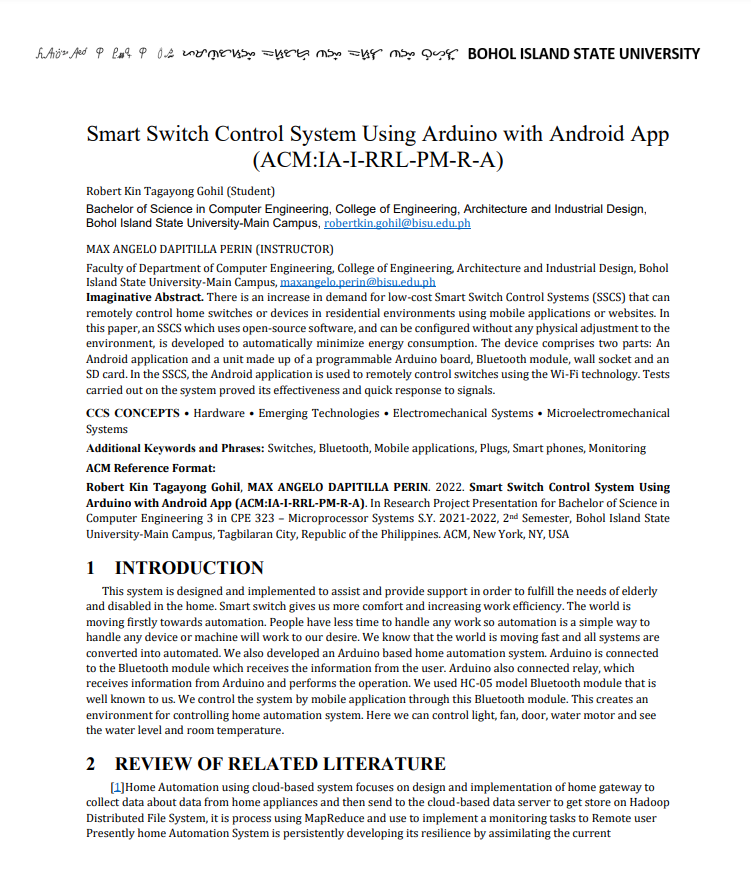 BOHOL ISLAND STATE UNIVERSITY
Smart Switch Control System Using Arduino with Android App
(ACM:IA-I-RRL-PM-R-A)
Robert Kin Tagayong Gohil (Student)
Bachelor of Science in Computer Engineering, College of Engineering, Architecture and Industrial Design,
Bohol Island State University-Main Campus, robertkin.gohil@bisu.edu.ph
MAX ANGELO DAPITILLA PERIN (INSTRUCTOR)
Faculty of Department of Computer Engineering, College of Engineering, Architecture and Industrial Design, Bohol
Island State University-Main Campus, maxangelo.perin@bisu.edu.ph
Imaginative Abstract. There is an increase in demand for low-cost Smart Switch Control Systems (SSCS) that can
remotely control home switches or devices in residential environments using mobile applications or websites. In
this paper, an SSCS which uses open-source software, and can be configured without any physical adjustment to the
environment, is developed to automatically minimize energy consumption. The device comprises two parts: An
Android application and a unit made up of a programmable Arduino board, Bluetooth module, wall socket and an
SD card. In the SSCS, the Android application is used to remotely control switches using the Wi-Fi technology. Tests
carried out on the system proved its effectiveness and quick response to signals.
CCS CONCEPTS • Hardware • Emerging Technologies • Electromechanical Systems • Microelectromechanical
Systems
Additional Keywords and Phrases: Switches, Bluetooth, Mobile applications, Plugs, Smart phones, Monitoring
ACM Reference Format:
Robert Kin Tagayong Gohil, MAX ANGELO DAPITILLA PERIN. 2022. Smart Switch Control System Using
Arduino with Android App (ACM:IA-I-RRL-PM-R-A). In Research Project Presentation for Bachelor of Science in
Computer Engineering 3 in CPE 323 – Microprocessor Systems S.Y. 2021-2022, 2nd Semester, Bohol Island State
University-Main Campus, Tagbilaran City, Republic of the Philippines. ACM, New York, NY, USA
1 INTRODUCTION
This system is designed and implemented to assist and provide support in order to fulfill the needs of elderly
and disabled in the home. Smart switch gives us more comfort and increasing work efficiency. The world is
moving firstly towards automation. People have less time to handle any work so automation is a simple way to
handle any device or machine will work to our desire. We know that the world is moving fast and all systems are
converted into automated. We also developed an Arduino based home automation system. Arduino is connected
to the Bluetooth module which receives the information from the user. Arduino also connected relay, which
receives information from Arduino and performs the operation. We used HC-05 model Bluetooth module that is
well known to us. We control the system by mobile application through this Bluetooth module. This creates an
environment for controlling home automation system. Here we can control light, fan, door, water motor and see
the water level and room temperature.
2 REVIEW OF RELATED LITERATURE
[1]Home Automation using cloud-based system focuses on design and implementation of home gateway to
collect data about data from home appliances and then send to the cloud-based data server to get store on Hadoop
Distributed File System, it is process using MapReduce and use to implement a monitoring tasks to Remote user
Presently home Automation System is persistently developing its resilience by assimilating the current